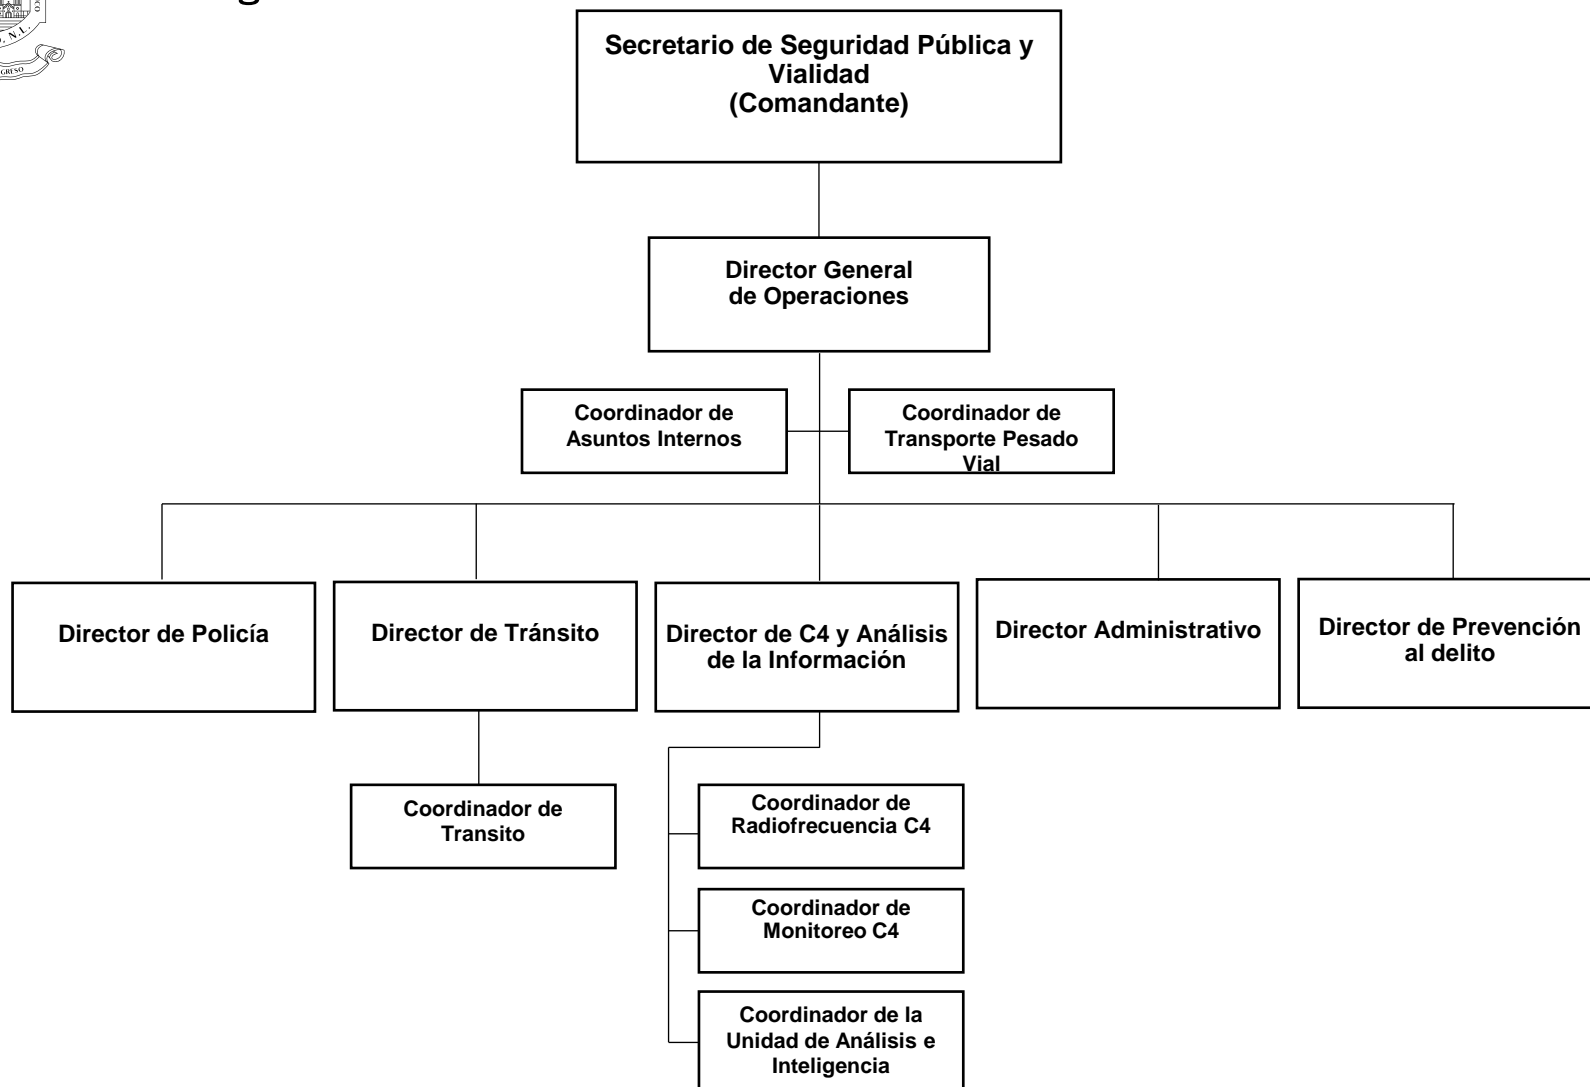 , N.L.
GRESO
Secretario de Seguridad Pública y
Vialidad
(Comandante)
Director General
de Operaciones
Coordinador de
Asuntos Internos
Coordinador de
Transporte Pesado
Vial
Director de Policía
Director de Tránsito
Director de C4 y Análisis
de la Información
Director Administrativo
Director de Prevención
al delito
Coordinador de
Transito
Coordinador de
Radiofrecuencia C4
Coordinador de
Monitoreo C4
Coordinador de la
Unidad de Análisis e
Inteligencia